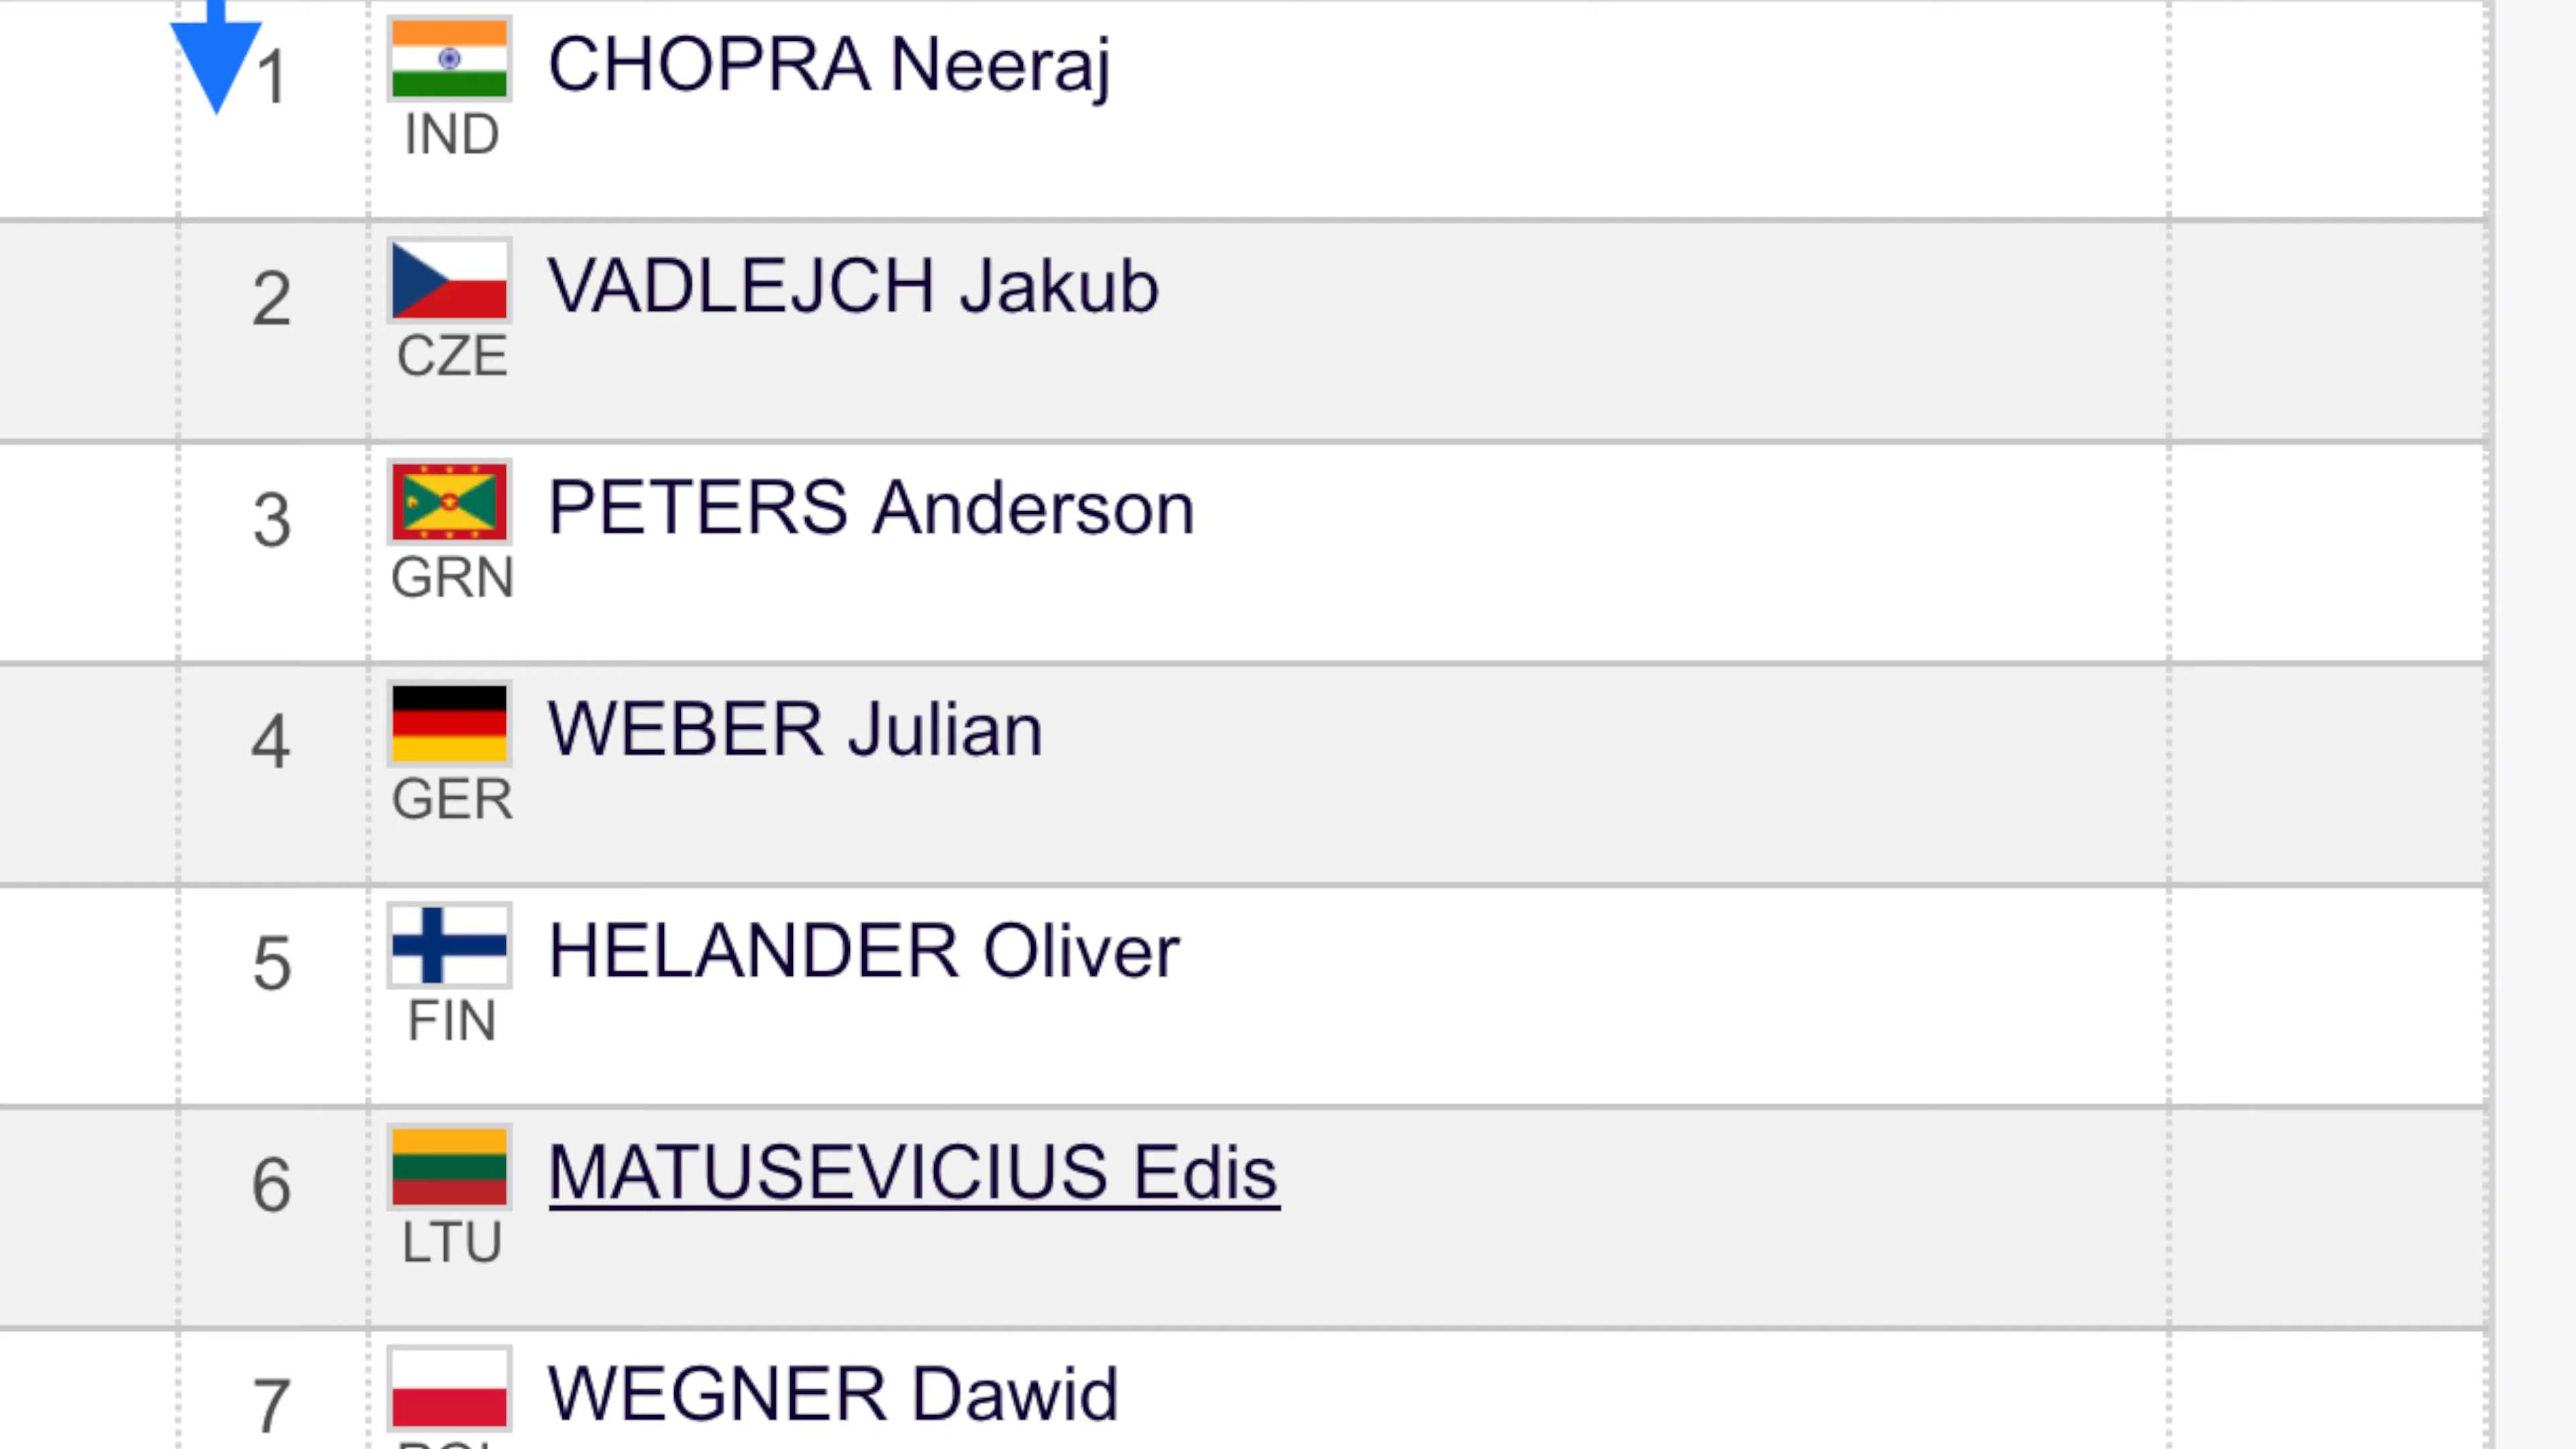 1 CHOPRA Neeraj
IND
2 VADLEJCH Jakub
CZE
3 PETERS Anderson
GRN
4 WEBER Julian
GER
5 HELANDER Oliver
FIN
6 MATUSEVICIUS Edis
LTU
7 WEGNER Dawid